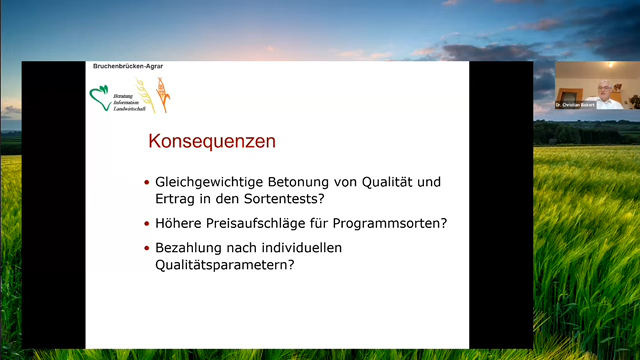 Bruchenbrücken-Agrar
Beratung
Information
Landwirtschaft
Konsequenzen
• Gleichgewichtige Betonung von Qualität und
Ertrag in den Sortentests?
• Höhere Preisaufschläge für Programmsorten?
• Bezahlung nach individuellen
Qualitätsparametern?
Dr. Christian Bickert